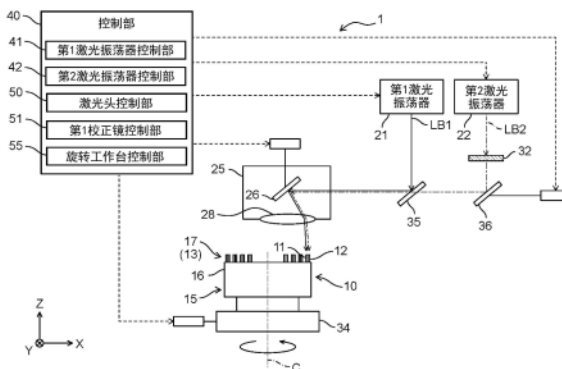 40
控制部
1
41
第1激光振荡器控制部
42
第2激光振荡器控制部
50
激光头控制部
51
第1校正镜控制部
55
旋转工作台控制部
第1激光
振荡器
21
LB1
第2激光
振荡器
22
LB2
32
25
26
28
35
36
17
(13)
11
12
16
10
15
34
Z
Y
X
C